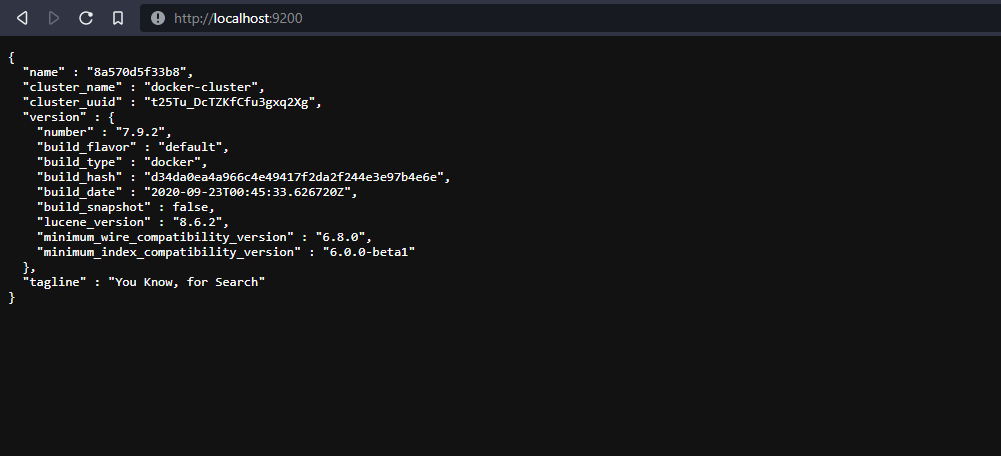 http://localhost:9200
{
  "name" : "8a570d5f33b8",
  "cluster_name" : "docker-cluster",
  "cluster_uuid" : "t25Tu_DcTZKfCfu3gxq2Xg",
  "version" : {
    "number" : "7.9.2",
    "build_flavor" : "default",
    "build_type" : "docker",
    "build_hash" : "d34da0ea4a966c4e49417f2da2f244e3e97b4e6e",
    "build_date" : "2020-09-23T00:45:33.626720Z",
    "build_snapshot" : false,
    "lucene_version" : "8.6.2",
    "minimum_wire_compatibility_version" : "6.8.0",
    "minimum_index_compatibility_version" : "6.0.0-beta1"
  },
  "tagline" : "You Know, for Search"
}